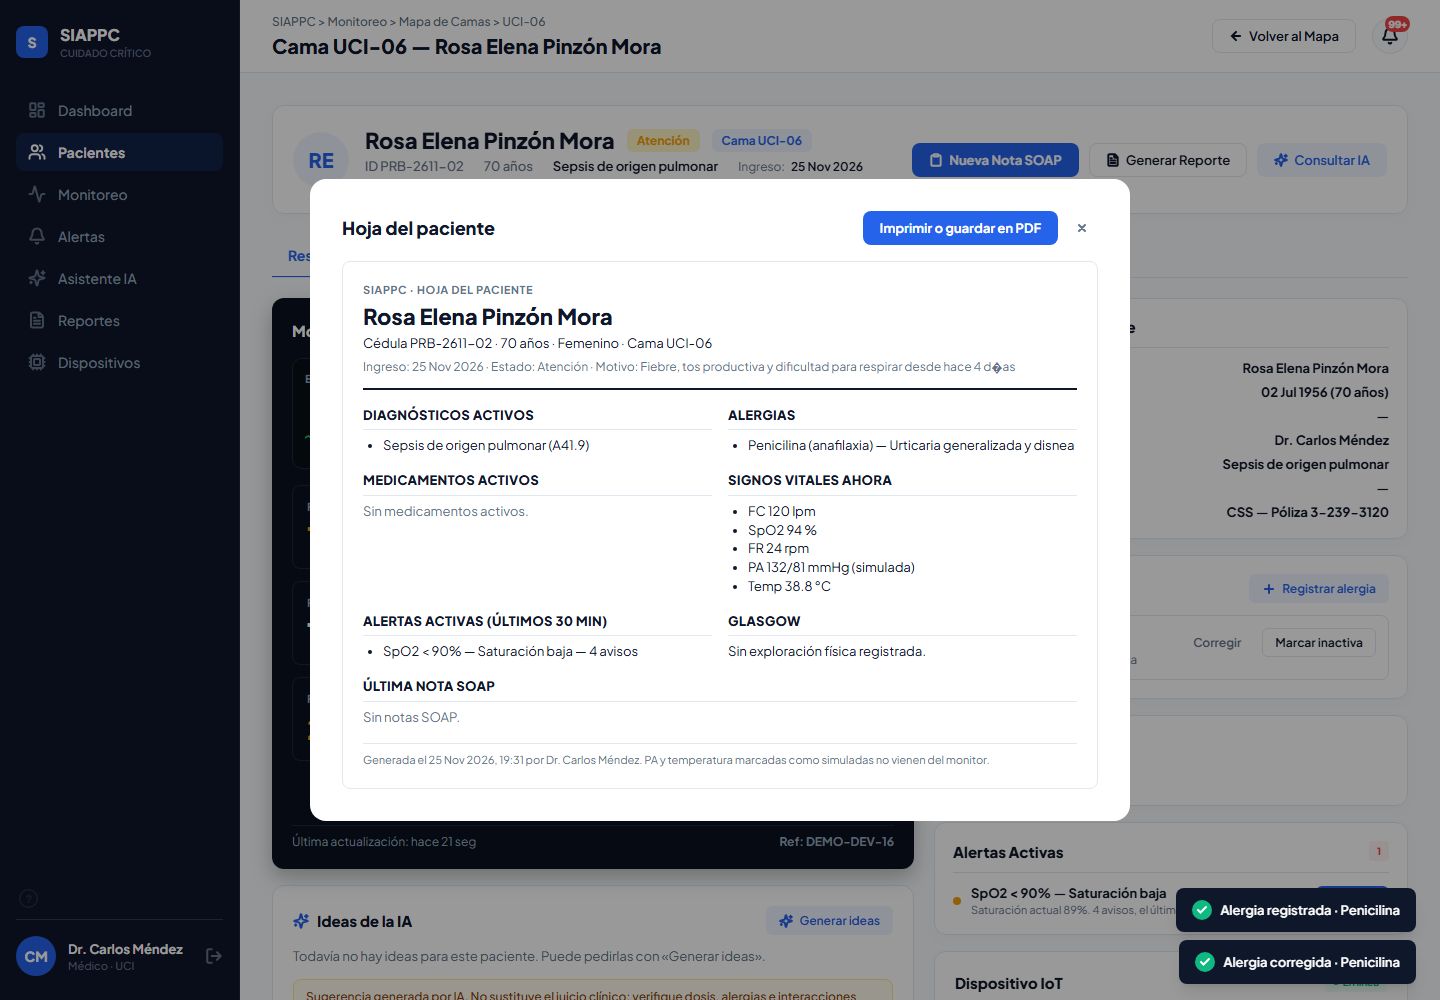 S
SIAPPC
CUIDADO CRÍTICO
Dashboard
Pacientes
Monitoreo
Alertas
Asistente IA
Reportes
Dispositivos
?
CM
Dr. Carlos Méndez
Médico · UCI
SIAPPC > Monitoreo > Mapa de Camas > UCI-06
Cama UCI-06 — Rosa Elena Pinzón Mora
Volver al Mapa
99+
RE
Rosa Elena Pinzón Mora
Atención
Cama UCI-06
ID PRB-2611-02 70 años Sepsis de origen pulmonar Ingreso: 25 Nov 2026
Nueva Nota SOAP
Generar Reporte
Consultar IA
Hoja del paciente
Imprimir o guardar en PDF
×
SIAPPC · HOJA DEL PACIENTE
Rosa Elena Pinzón Mora
Cédula PRB-2611-02 · 70 años · Femenino · Cama UCI-06
Ingreso: 25 Nov 2026 · Estado: Atención · Motivo: Fiebre, tos productiva y dificultad para respirar desde hace 4 d�as
DIAGNÓSTICOS ACTIVOS
• Sepsis de origen pulmonar (A41.9)
ALERGIAS
• Penicilina (anafilaxia) — Urticaria generalizada y disnea
MEDICAMENTOS ACTIVOS
Sin medicamentos activos.
SIGNOS VITALES AHORA
• FC 120 lpm
• SpO2 94 %
• FR 24 rpm
• PA 132/81 mmHg (simulada)
• Temp 38.8 °C
ALERTAS ACTIVAS (ÚLTIMOS 30 MIN)
• SpO2 < 90% — Saturación baja — 4 avisos
GLASGOW
Sin exploración física registrada.
ÚLTIMA NOTA SOAP
Sin notas SOAP.
Generada el 25 Nov 2026, 19:31 por Dr. Carlos Méndez. PA y temperatura marcadas como simuladas no vienen del monitor.
Última actualización: hace 21 seg
Ref: DEMO-DEV-16
Ideas de la IA
Generar ideas
Todavía no hay ideas para este paciente. Puede pedirlas con «Generar ideas».
Sugerencia generada por IA. No sustituye el juicio clínico: verifique dosis, alergias e interacciones
Rosa Elena Pinzón Mora
02 Jul 1956 (70 años)
—
Dr. Carlos Méndez
Sepsis de origen pulmonar
—
CSS — Póliza 3-239-3120
Registrar alergia
Corregir
Marcar inactiva
Alertas Activas
1
SpO2 < 90% — Saturación baja
Saturación actual 89%. 4 avisos, el últim
Dispositivo IoT
Alergia registrada · Penicilina
Alergia corregida · Penicilina